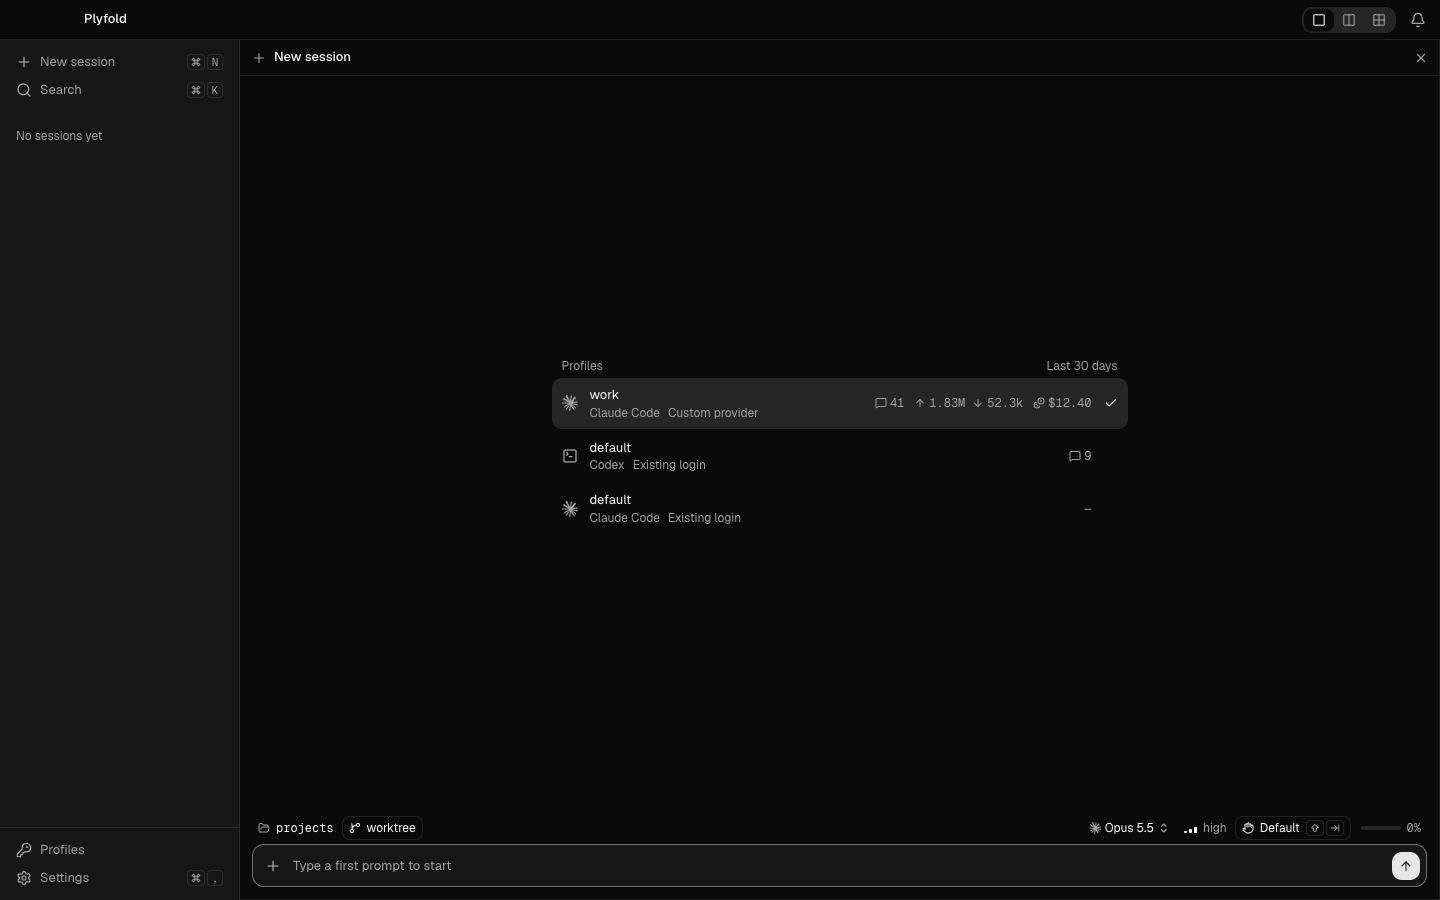 Plyfold
New session ⌘ N
Search ⌘ K
No sessions yet
New session
Profiles Last 30 days
work
Claude Code Custom provider
41 ↑ 1.83M ↓ 52.3k $12.40
default
Codex Existing login
9
default
Claude Code Existing login
–
projects worktree
Opus 5.5 high Default 0%
Type a first prompt to start
Profiles
Settings ⌘ ,